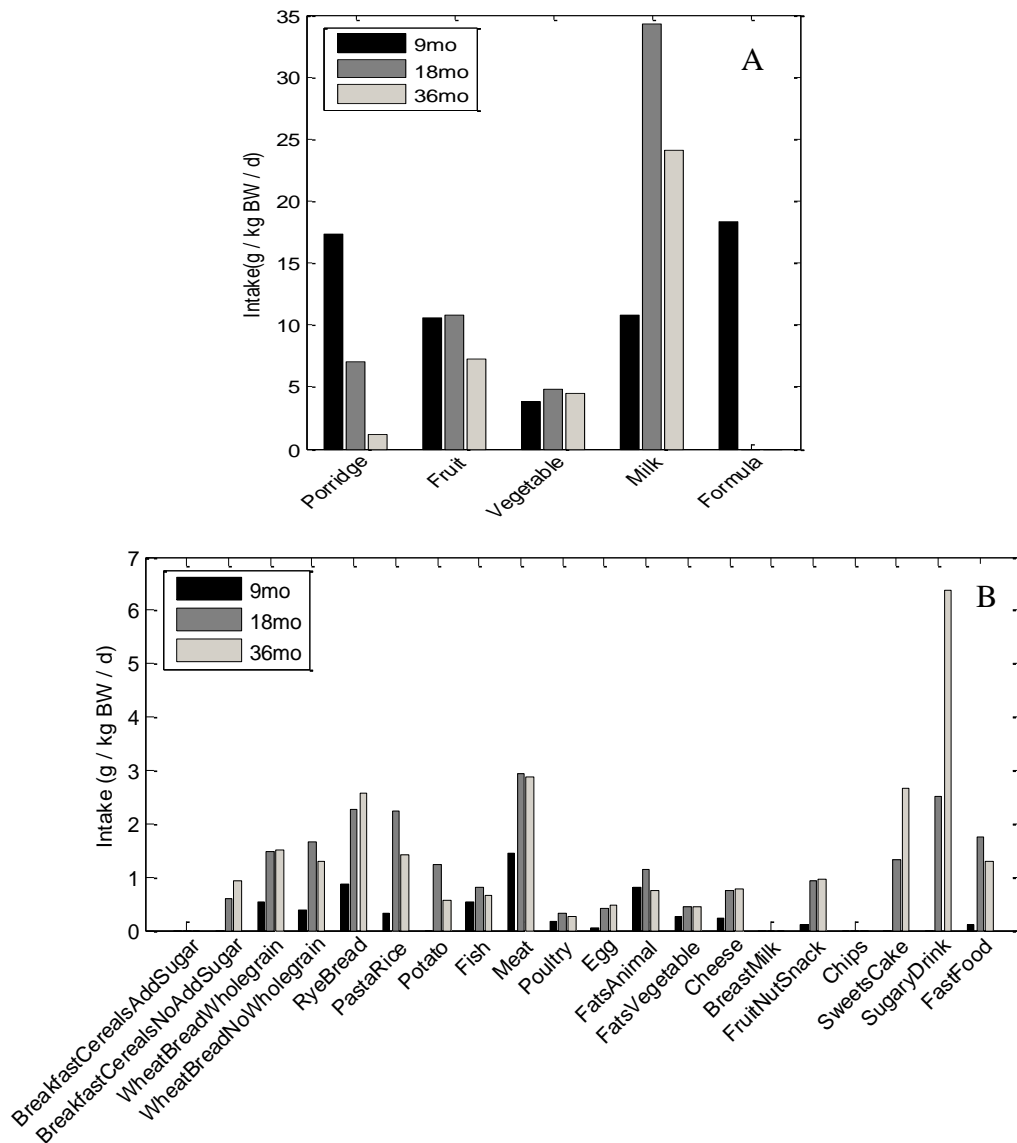 35
30
25
20
15
10
5
0
Intake(g / kg BW / d)
9mo
18mo
36mo
A
Porridge
Fruit
Vegetable
Milk
Formula
7
6
5
4
3
2
1
0
Intake (g / kg BW / d)
9mo
18mo
36mo
B
BreakfastCerealsAddSugar
BreakfastCerealsNoAddSugar
WheatBreadWholegrain
WheatBreadNoWholegrain
RyeBread
PastaRice
Potato
Fish
Meat
Poultry
Egg
FatsAnimal
FatsVegetable
Cheese
BreastMilk
FruitNutSnack
Chips
SweetsCake
SugaryDrink
FastFood